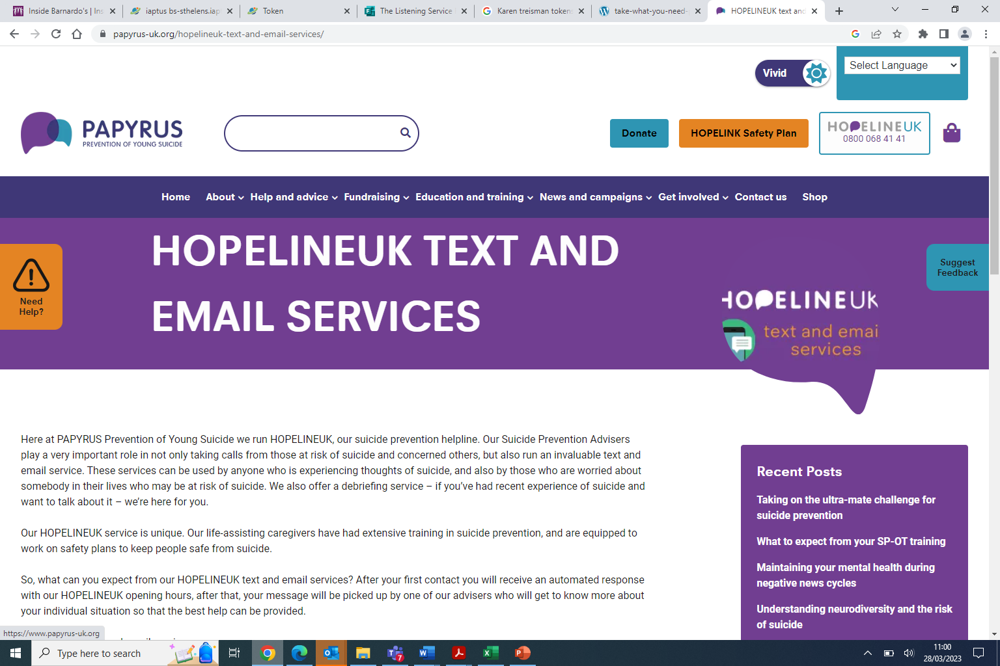 Inside Barnardo's | Ins
iaptus bs-sthelens.iap
Token
The Listening Service
Karen treisman token
take-what-you-need-
HOPELINEUK text and
papyrus-uk.org/hopelineuk-text-and-email-services/
Vivid
Select Language
PAPYRUS
PREVENTION OF YOUNG SUICIDE
Donate
HOPELINK Safety Plan
HOPELINEUK
0800 068 41 41
Home About Help and advice Fundraising Education and training News and campaigns Get involved Contact us Shop
HOPELINEUK TEXT AND
EMAIL SERVICES
Need
Help?
Suggest
Feedback
HOPELINEUK
text and emai
services
Here at PAPYRUS Prevention of Young Suicide we run HOPELINEUK, our suicide prevention helpline. Our Suicide Prevention Advisers
play a very important role in not only taking calls from those at risk of suicide and concerned others, but also run an invaluable text and
email service. These services can be used by anyone who is experiencing thoughts of suicide, and also by those who are worried about
somebody in their lives who may be at risk of suicide. We also offer a debriefing service – if you've had recent experience of suicide and
want to talk about it – we're here for you.
Our HOPELINEUK service is unique. Our life-assisting caregivers have had extensive training in suicide prevention, and are equipped to
work on safety plans to keep people safe from suicide.
So, what can you expect from our HOPELINEUK text and email services? After your first contact you will receive an automated response
with our HOPELINEUK opening hours, after that, your message will be picked up by one of our advisers who will get to know more about
your individual situation so that the best help can be provided.
Recent Posts
Taking on the ultra-mate challenge for
suicide prevention
What to expect from your SP-OT training
Maintaining your mental health during
negative news cycles
Understanding neurodiversity and the risk
of suicide
https://www.papyrus-uk.org
Type here to search
7
11:00
28/03/2023